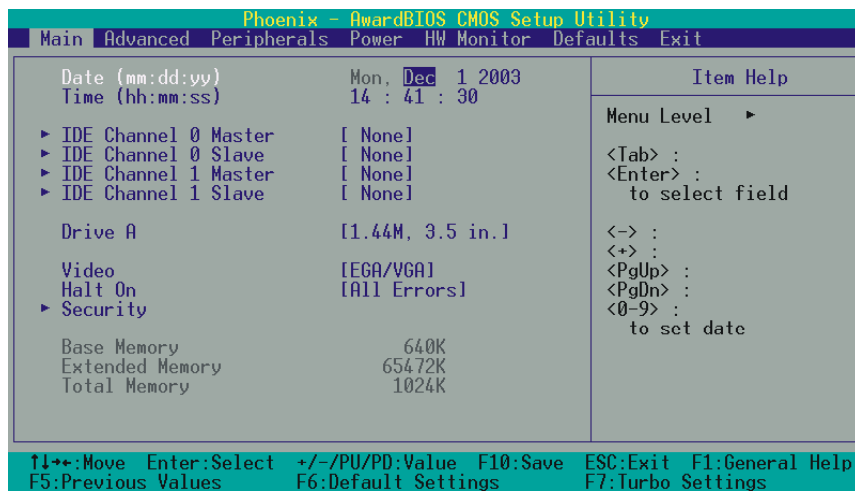 Phoenix - AwardBIOS CMOS Setup Utility
Main Advanced Peripherals Power HW Monitor Defaults Exit
Date (mm:dd:yy) Mon, Dec 1 2003
Time (hh:mm:ss) 14 : 41 : 30
► IDE Channel 0 Master [ None]
► IDE Channel 0 Slave [ None]
► IDE Channel 1 Master [ None]
► IDE Channel 1 Slave [ None]
Drive A [1.44M, 3.5 in.]
Video [EGA/VGA]
Halt On [All Errors]
► Security
Base Memory 640K
Extended Memory 65472K
Total Memory 1024K
Item Help
Menu Level ►
<Tab> :
<Enter> :
to select field
<-> :
<+> :
<PgUp> :
<PgDn> :
<0-9> :
to set date
↑↓→←:Move Enter:Select +/-/PU/PD:Value F10:Save ESC:Exit F1:General Help
F5:Previous Values F6:Default Settings F7:Turbo Settings